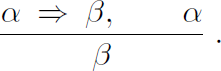 α ⇒ β, α
β .